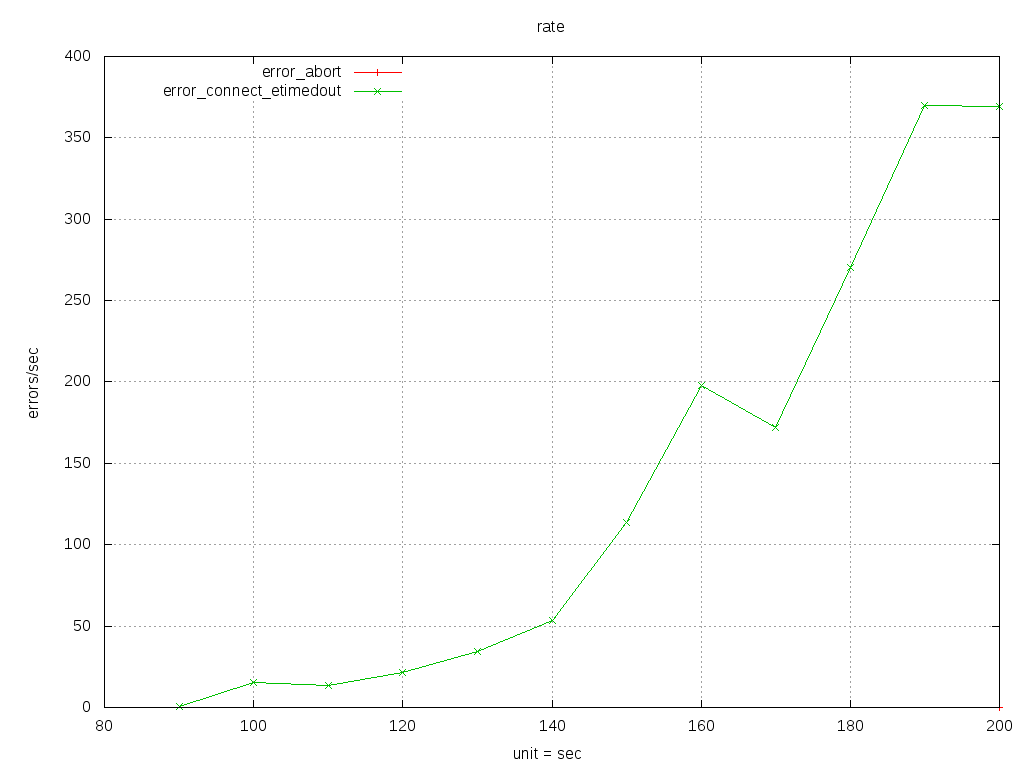 rate
400
350
300
250
200
150
100
50
0
errors/sec
error_abort
error_connect_etimedout
80 100 120 140 160 180 200
unit = sec